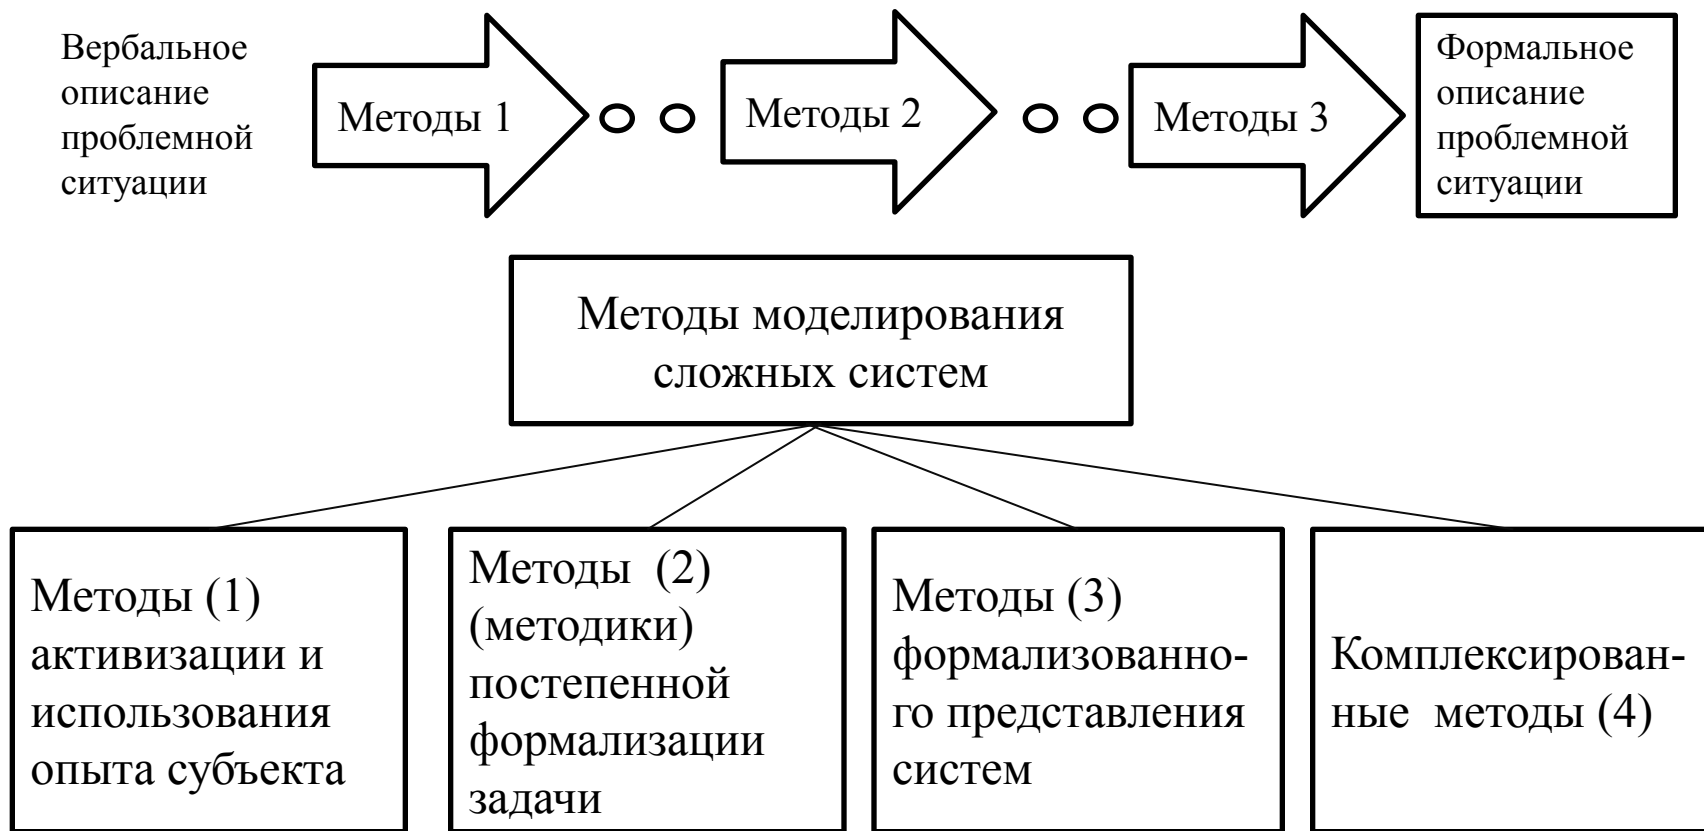 Вербальное
описание
проблемной
ситуации
Методы 1
Методы 2
Методы 3
Формальное
описание
проблемной
ситуации
Методы моделирования
сложных систем
Методы (1)
активизации и
использования
опыта субъекта
Методы (2)
(методики)
постепенной
формализации
задачи
Методы (3)
формализованно-
го представления
систем
Комплексирован-
ные методы (4)